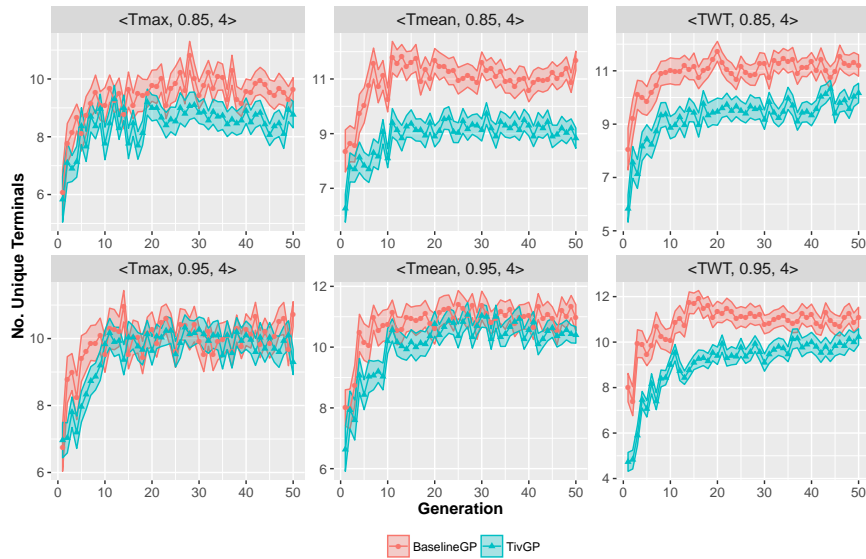 <Tmax, 0.85, 4>
<Tmean, 0.85, 4>
<TWT, 0.85, 4>
10
8
6
0 10 20 30 40 50
11
9
7
0 10 20 30 40 50
11
9
7
5
0 10 20 30 40 50
No. Unique Terminals
<Tmax, 0.95, 4>
<Tmean, 0.95, 4>
<TWT, 0.95, 4>
10
8
6
0 10 20 30 40 50
12
10
8
6
0 10 20 30 40 50
12
10
8
6
4
0 10 20 30 40 50
Generation
BaselineGP TivGP